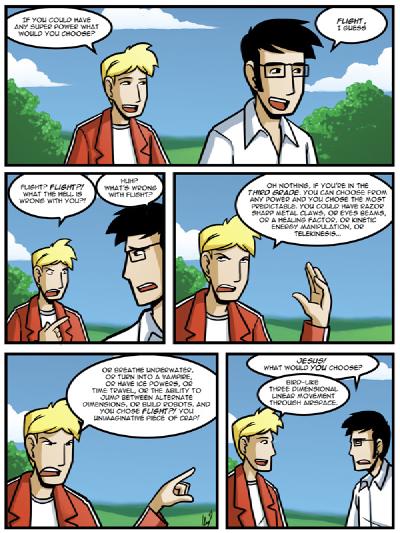 IF YOU COULD HAVE
ANY SUPER POWER WHAT
WOULD YOU CHOOSE?
FLIGHT,
I GUESS
FLIGHT? FLIGHT?!
WHAT THE HELL IS
WRONG WITH YOU?!
HUH?
WHAT'S WRONG
WITH FLIGHT?
OH NOTHING, IF YOU'RE IN THE
THIRD GRADE. YOU CAN CHOOSE FROM
ANY POWER AND YOU CHOSE THE MOST
PREDICTABLE. YOU COULD HAVE RAZOR
SHARP METAL CLAWS, OR EYES BEAMS,
OR A HEALING FACTOR, OR KINETIC
ENERGY MANIPULATION, OR
TELEKINESIS...
OR BREATHE UNDERWATER,
OR TURN INTO A VAMPIRE,
OR HAVE ICE POWERS, OR
TIME TRAVEL, OR THE ABILITY TO
JUMP BETWEEN ALTERNATE
DIMENSIONS, OR BUILD ROBOTS. AND
YOU CHOSE FLIGHT?! YOU
UNIMAGINATIVE PIECE OF CRAP!
JESUS!
WHAT WOULD YOU CHOOSE?
BIRD-LIKE
THREE DIMENSIONAL
LINEAR MOVEMENT
THROUGH AIRSPACE.